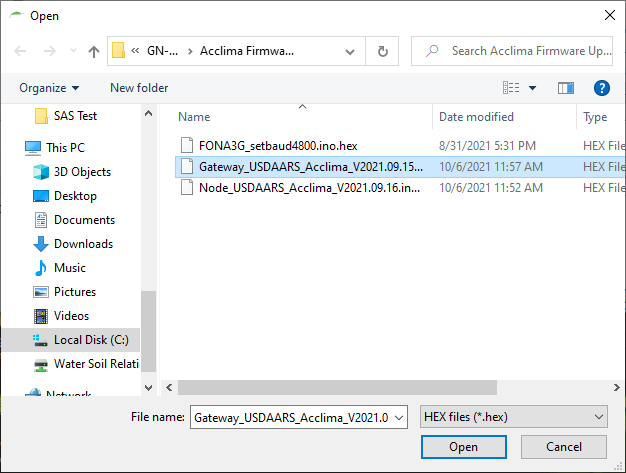 Open
« GN-... > Acclima Firmwa...
Search Acclima Firmware Up...
Organize
New folder
Name
Date modified
Type
SAS Test
This PC
3D Objects
Desktop
Documents
Downloads
Music
Pictures
Videos
Local Disk (C:)
Water Soil Relati
Network
FONA3G_setbaud4800.ino.hex 8/31/2021 5:31 PM HEX File
Gateway_USDAARS_Acclima_V2021.09.15... 10/6/2021 11:57 AM HEX File
Node_USDAARS_Acclima_V2021.09.16.in... 10/6/2021 11:52 AM HEX File
File name: Gateway_USDAARS_Acclima_V2021.0 HEX files (*.hex)
Open Cancel